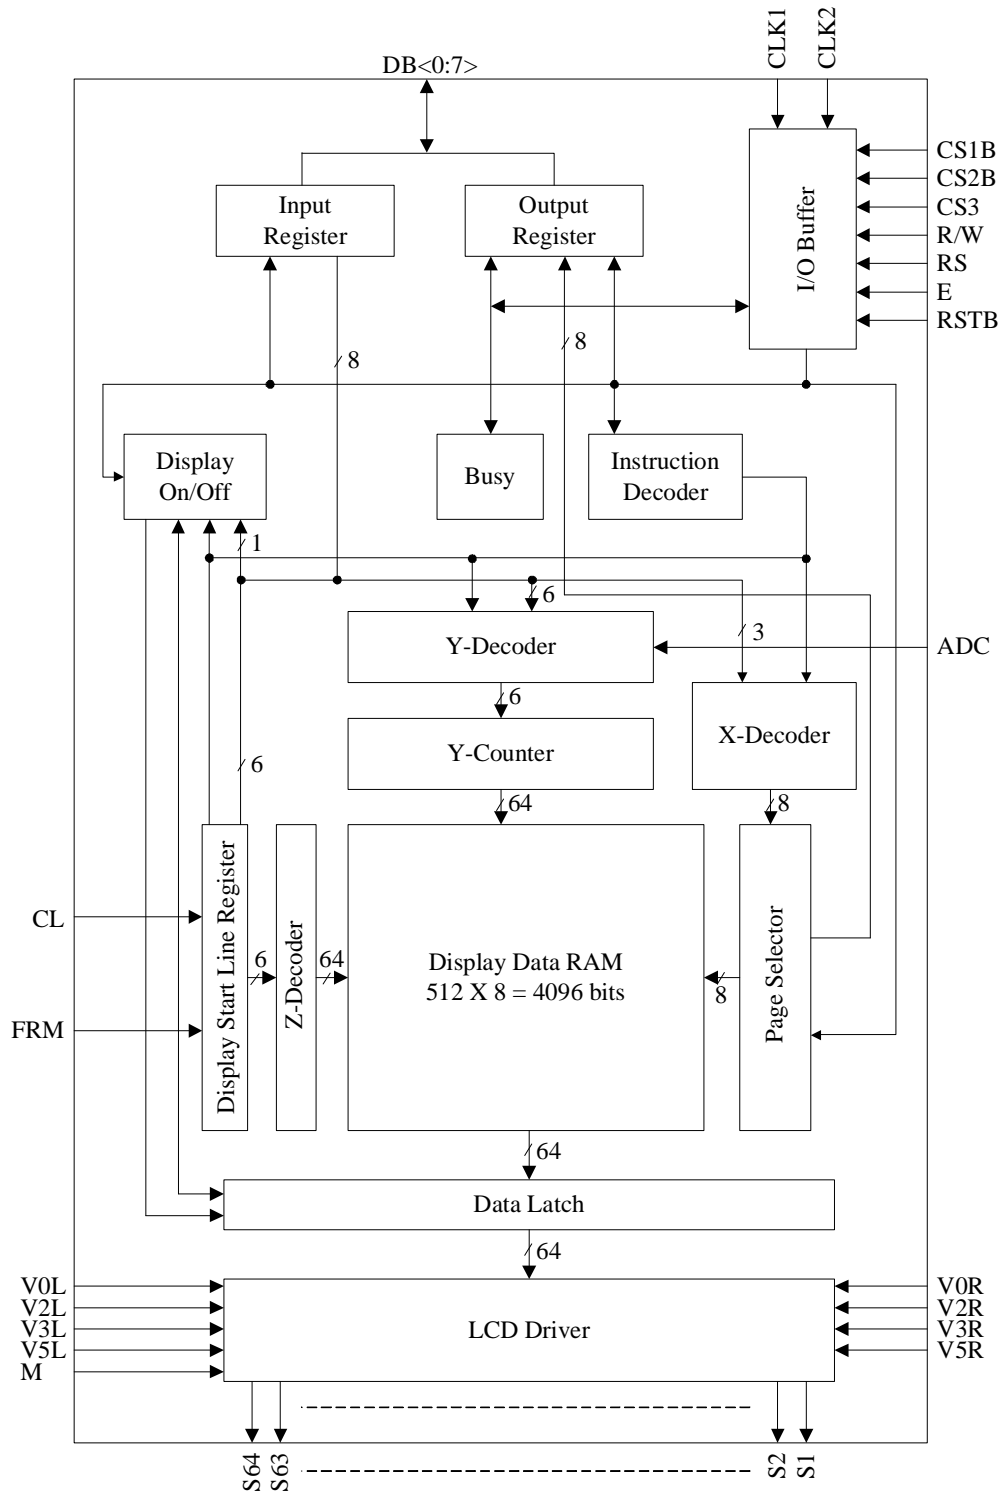 CLK1
CLK2
DB<0:7>
CS1B
CS2B
CS3
R/W
RS
E
RSTB
I/O Buffer
Input
Register
Output
Register
8
8
Display
On/Off
Busy
Instruction
Decoder
1
6
3
Y-Decoder
ADC
6
X-Decoder
Y-Counter
6
64
8
CL
FRM
Display Start Line Register
6
Z-Decoder
64
Display Data RAM
512 X 8 = 4096 bits
8
Page Selector
64
Data Latch
64
V0L
V2L
V3L
V5L
M
LCD Driver
V0R
V2R
V3R
V5R
S64
S63
S2
S1